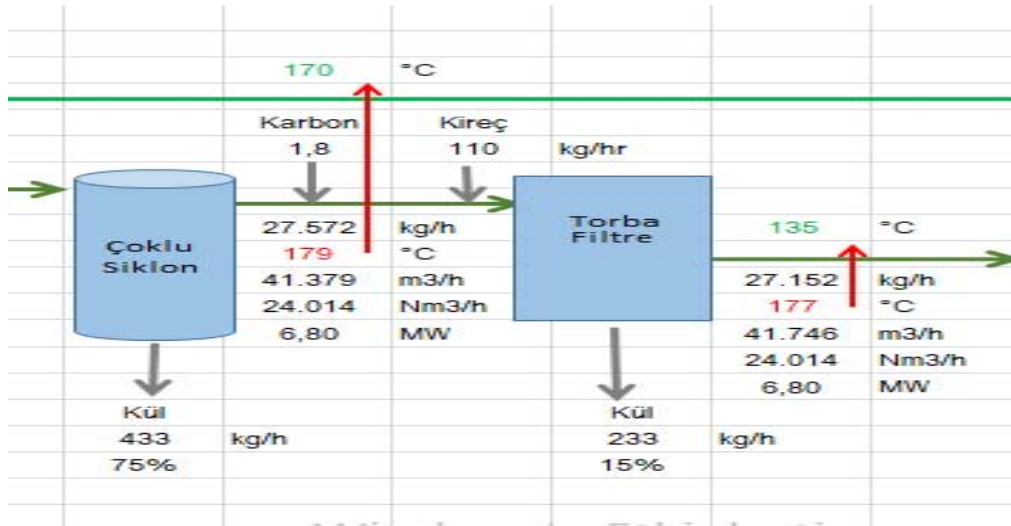 170 °C
Karbon Kireç
1,8 110 kg/hr
Çoklu
Siklon
27.572 kg/h
179 °C
41.379 m3/h
24.014 Nm3/h
6,80 MW
Torba
Filtre
135 °C
27.152 kg/h
177 °C
41.746 m3/h
24.014 Nm3/h
6,80 MW
Kül
433 kg/h
75%
Kül
233 kg/h
15%